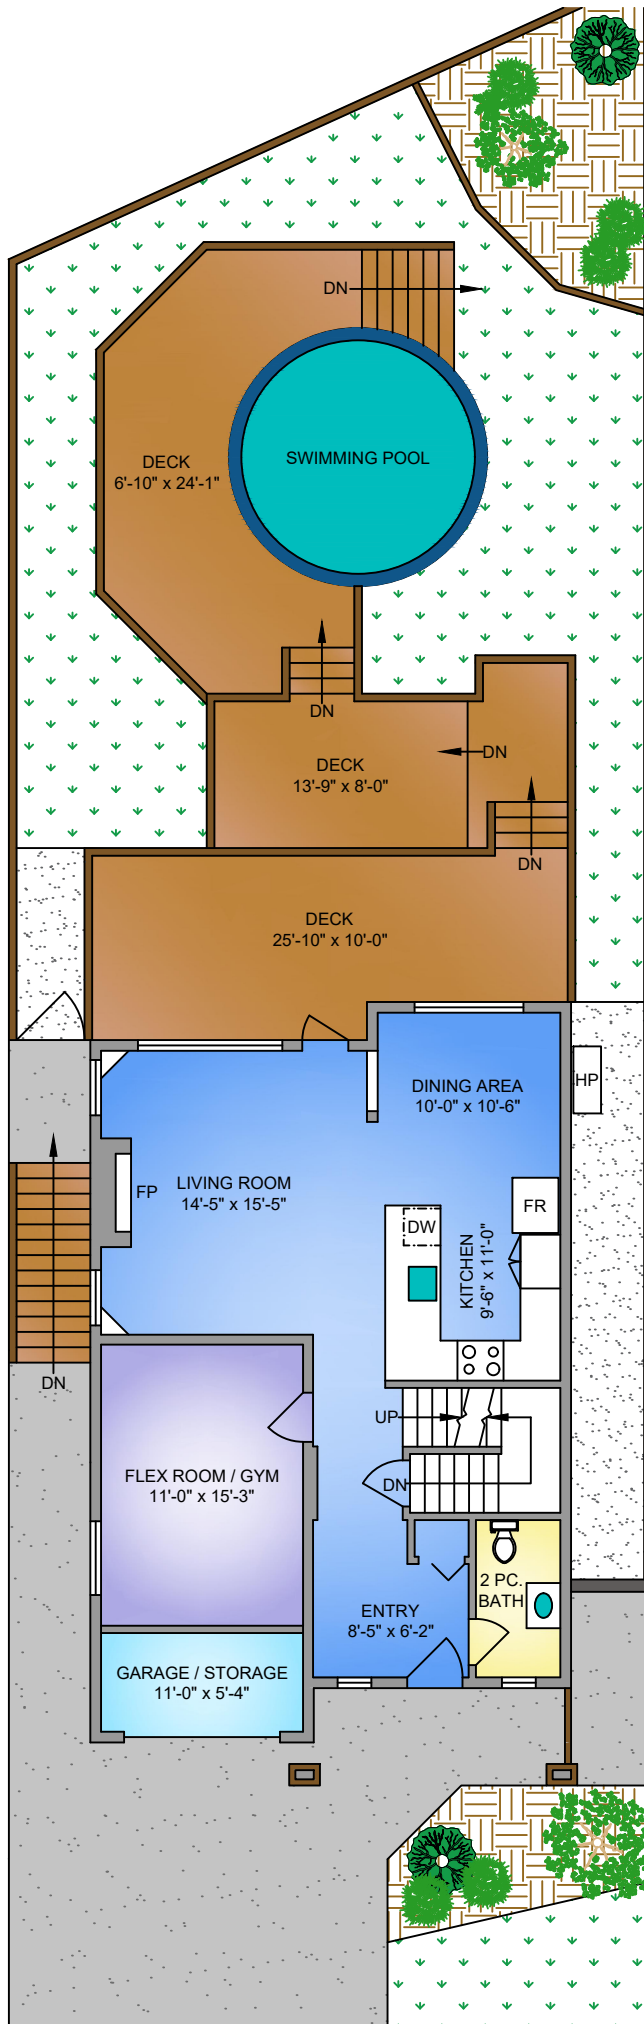 DN
SWIMMING POOL
DECK
6'-10" x 24'-1"
DN
DN
DECK
13'-9" x 8'-0"
DN
DECK
25'-10" x 10'-0"
HP
DINING AREA
10'-0" x 10'-6"
LIVING ROOM
14'-5" x 15'-5"
FP
FR
DW
KITCHEN
9'-6" x 11'-0"
DN
UP
DN
FLEX ROOM / GYM
11'-0" x 15'-3"
2 PC.
BATH
ENTRY
8'-5" x 6'-2"
GARAGE / STORAGE
11'-0" x 5'-4"